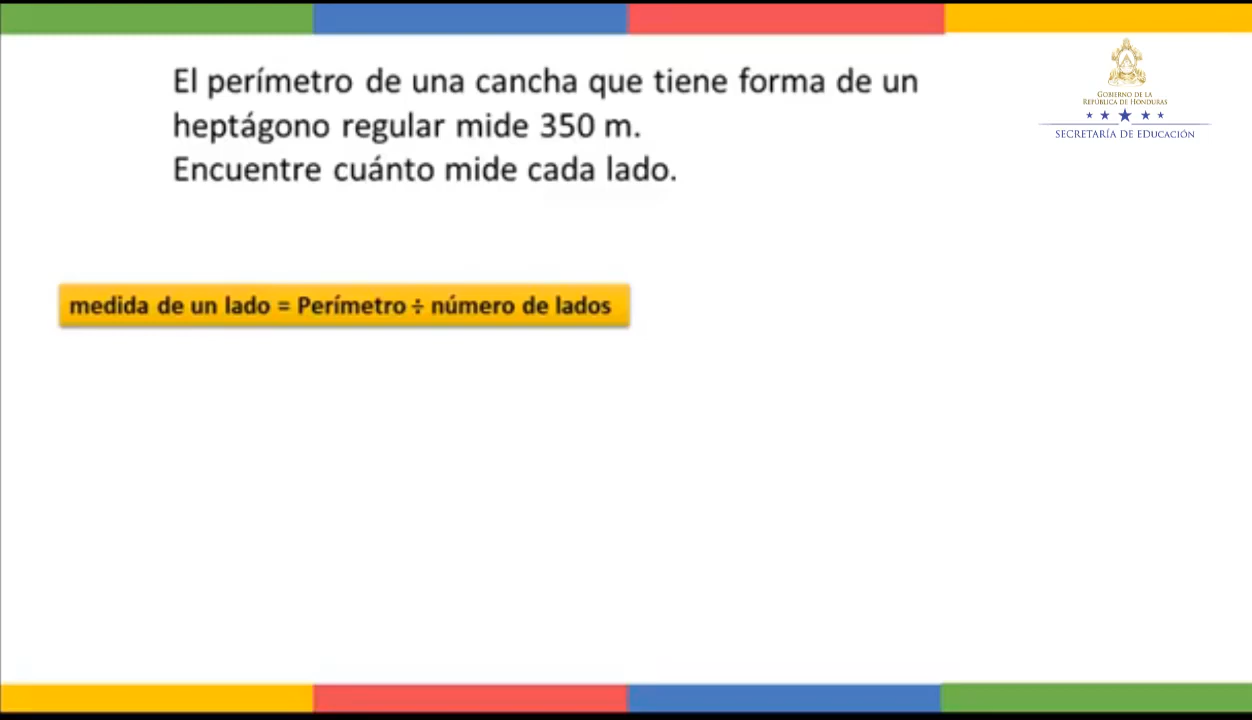 El perímetro de una cancha que tiene forma de un
heptágono regular mide 350 m.
Encuentre cuánto mide cada lado.
GOBIERNO DE LA
REPÚBLICA DE HONDURAS
SECRETARÍA DE EDUCACIÓN
medida de un lado = Perímetro ÷ número de lados